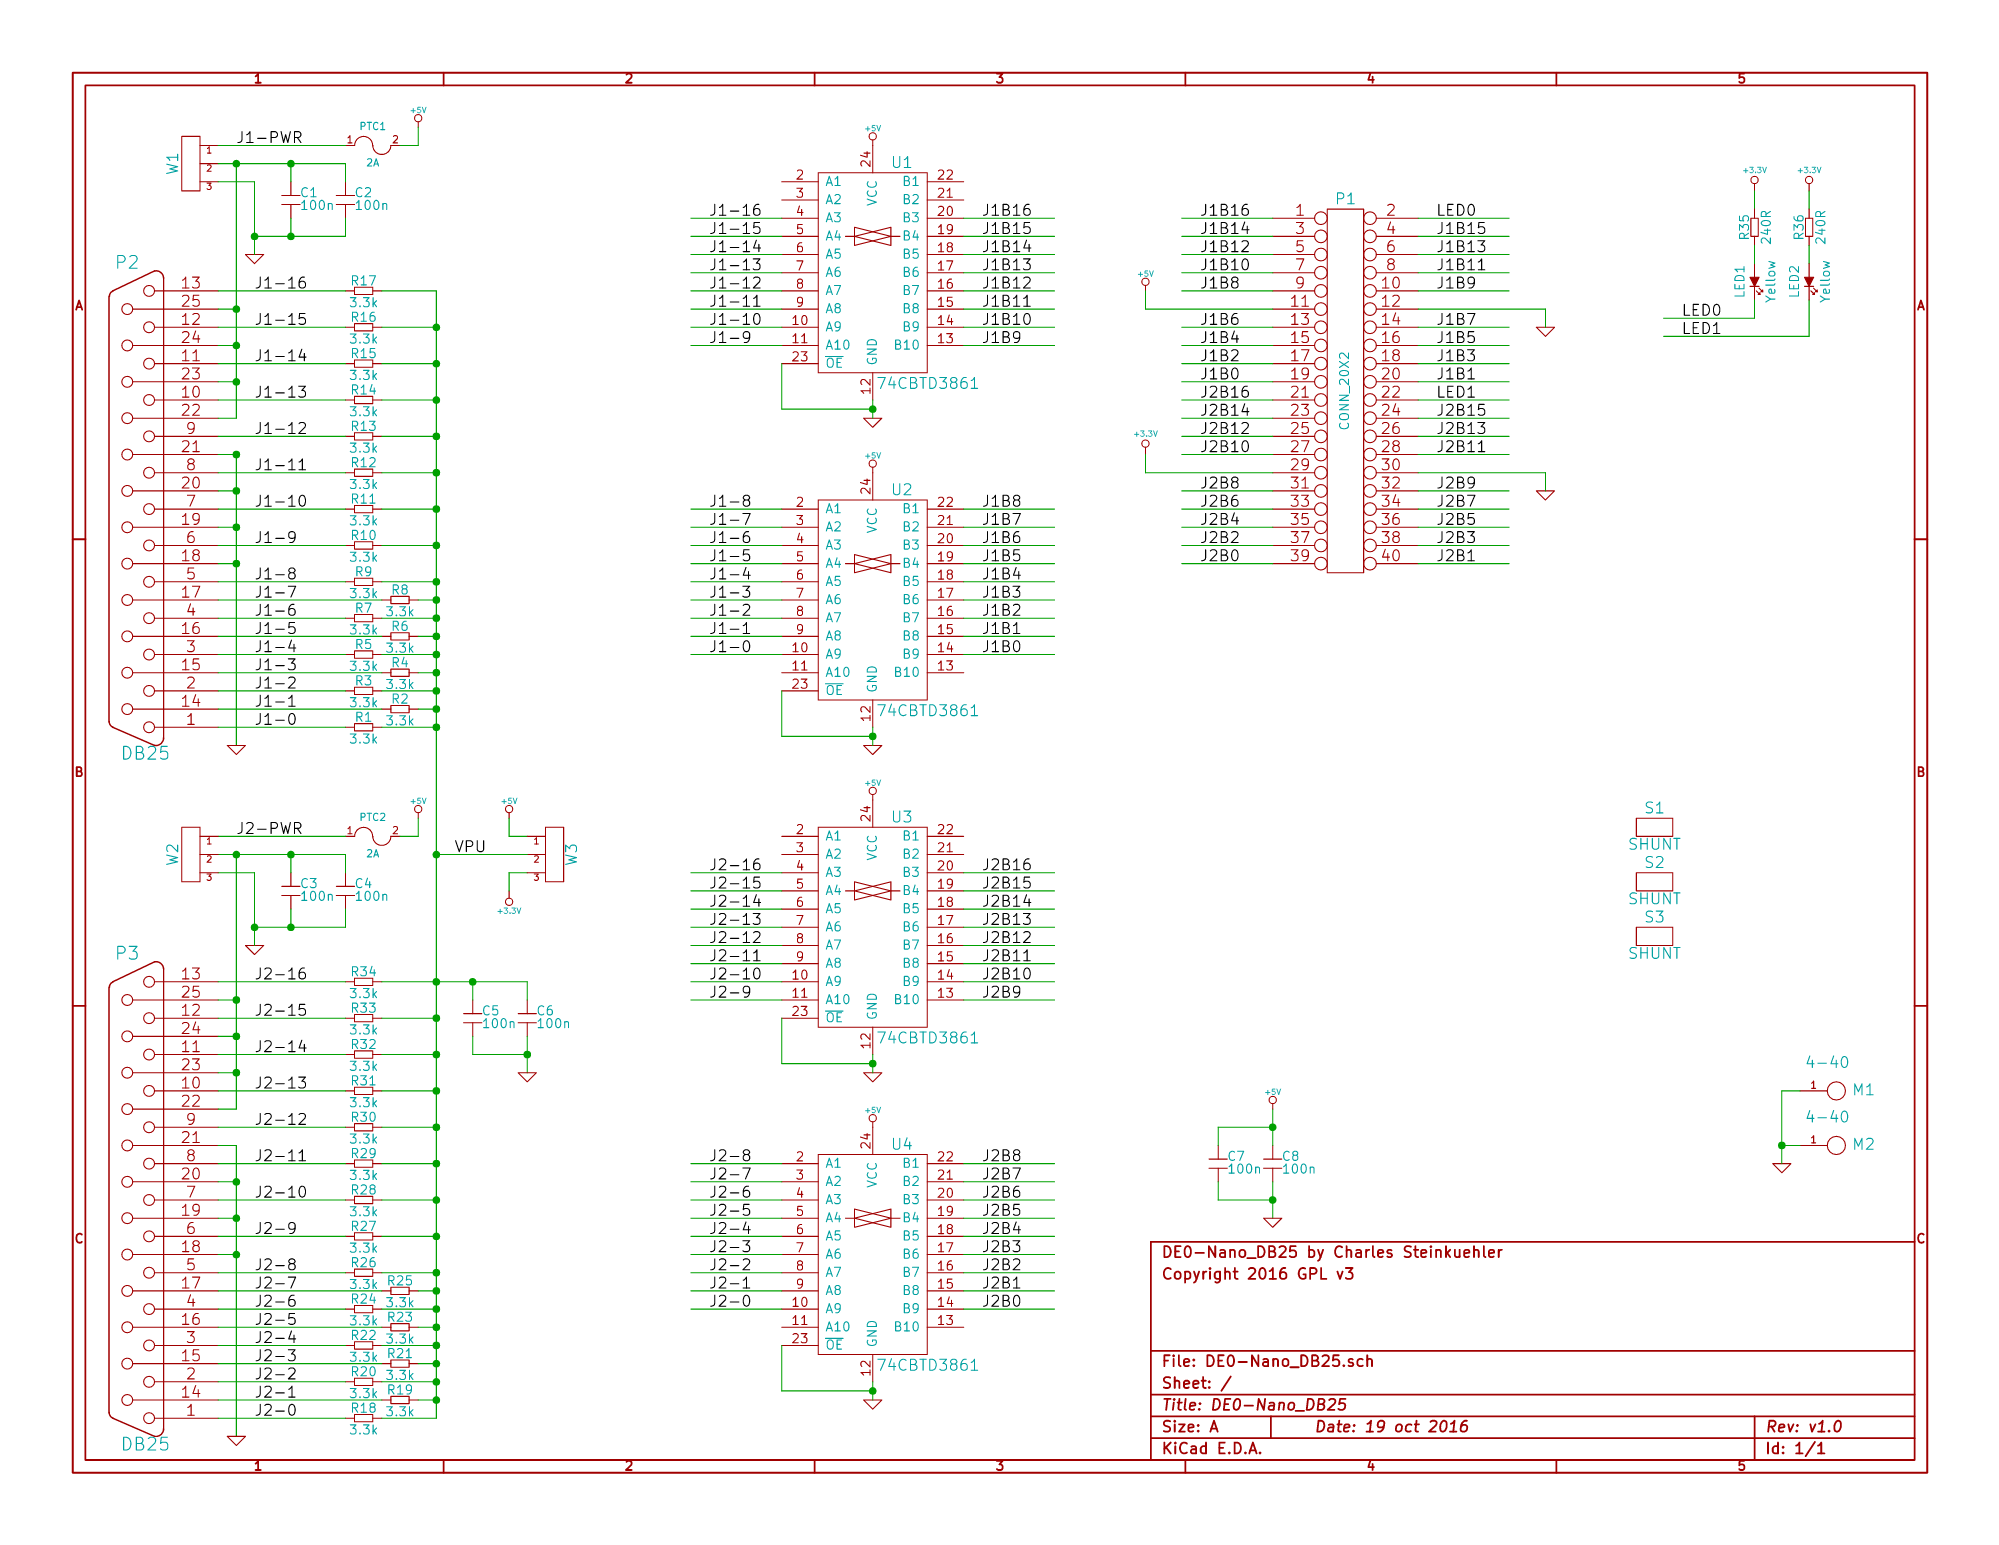 1 2 3 4 5
A B C
A B C
1 2 3 4 5
W1
1
2
3
J1-PWR
PTC1
1 2
2A
+5V
C1
100n
C2
100n
P2
13 J1-16 R17 3.3k
25
12 J1-15 R16 3.3k
24
11 J1-14 R15 3.3k
23
10 J1-13 R14 3.3k
22
9 J1-12 R13 3.3k
21
8 J1-11 R12 3.3k
20
7 J1-10 R11 3.3k
19
6 J1-9 R10 3.3k
18
5 J1-8 R9 3.3k
17 J1-7 R8 3.3k
4 J1-6 R7 3.3k
16 J1-5 R6 3.3k
3 J1-4 R5 3.3k
15 J1-3 R4 3.3k
2 J1-2 R3 3.3k
14 J1-1 R2 3.3k
1 J1-0 R1 3.3k
DB25
W2
1
2
3
J2-PWR
PTC2
1 2
2A
+5V
C3
100n
C4
100n
VPU
+5V
W3
1
2
3
+3.3V
P3
13 J2-16 R34 3.3k
25
12 J2-15 R33 3.3k
24
11 J2-14 R32 3.3k
23
10 J2-13 R31 3.3k
22
9 J2-12 R30 3.3k
21
8 J2-11 R29 3.3k
20
7 J2-10 R28 3.3k
19
6 J2-9 R27 3.3k
18
5 J2-8 R26 3.3k
17 J2-7 R25 3.3k
4 J2-6 R24 3.3k
16 J2-5 R23 3.3k
3 J2-4 R22 3.3k
15 J2-3 R21 3.3k
2 J2-2 R20 3.3k
14 J2-1 R19 3.3k
1 J2-0 R18 3.3k
DB25
C5
100n
C6
100n
+5V
24 VCC
U1
2 A1 B1 22
3 A2 B2 21
J1-16 4 A3 B3 20 J1B16
J1-15 5 A4 B4 19 J1B15
J1-14 6 A5 B5 18 J1B14
J1-13 7 A6 B6 17 J1B13
J1-12 8 A7 B7 16 J1B12
J1-11 9 A8 B8 15 J1B11
J1-10 10 A9 B9 14 J1B10
J1-9 11 A10 B10 13 J1B9
23 OE GND 12
74CBTD3861
+5V
24 VCC
U2
J1-8 2 A1 B1 22 J1B8
J1-7 3 A2 B2 21 J1B7
J1-6 4 A3 B3 20 J1B6
J1-5 5 A4 B4 19 J1B5
J1-4 6 A5 B5 18 J1B4
J1-3 7 A6 B6 17 J1B3
J1-2 8 A7 B7 16 J1B2
J1-1 9 A8 B8 15 J1B1
J1-0 10 A9 B9 14 J1B0
11 A10 B10 13
23 OE GND 12
74CBTD3861
+5V
24 VCC
U3
2 A1 B1 22
3 A2 B2 21
J2-16 4 A3 B3 20 J2B16
J2-15 5 A4 B4 19 J2B15
J2-14 6 A5 B5 18 J2B14
J2-13 7 A6 B6 17 J2B13
J2-12 8 A7 B7 16 J2B12
J2-11 9 A8 B8 15 J2B11
J2-10 10 A9 B9 14 J2B10
J2-9 11 A10 B10 13 J2B9
23 OE GND 12
74CBTD3861
+5V
24 VCC
U4
J2-8 2 A1 B1 22 J2B8
J2-7 3 A2 B2 21 J2B7
J2-6 4 A3 B3 20 J2B6
J2-5 5 A4 B4 19 J2B5
J2-4 6 A5 B5 18 J2B4
J2-3 7 A6 B6 17 J2B3
J2-2 8 A7 B7 16 J2B2
J2-1 9 A8 B8 15 J2B1
J2-0 10 A9 B9 14 J2B0
11 A10 B10 13
23 OE GND 12
74CBTD3861
P1
CONN_20X2
J1B16 1 2 LED0
J1B14 3 4 J1B15
J1B12 5 6 J1B13
J1B10 7 8 J1B11
J1B8 9 10 J1B9
+5V 11 12
J1B6 13 14 J1B7
J1B4 15 16 J1B5
J1B2 17 18 J1B3
J1B0 19 20 J1B1
J2B16 21 22 LED1
J2B14 23 24 J2B15
J2B12 25 26 J2B13
J2B10 27 28 J2B11
+3.3V 29 30
J2B8 31 32 J2B9
J2B6 33 34 J2B7
J2B4 35 36 J2B5
J2B2 37 38 J2B3
J2B0 39 40 J2B1
+3.3V +3.3V
R35 240R
R36 240R
LED1 Yellow
LED2 Yellow
LED0
LED1
S1
SHUNT
S2
SHUNT
S3
SHUNT
4-40
1 M1
4-40
1 M2
+5V
C7
100n
C8
100n
DE0-Nano_DB25 by Charles Steinkuehler
Copyright 2016 GPL v3
File: DE0-Nano_DB25.sch
Sheet: /
Title: DE0-Nano_DB25
Size: A Date: 19 oct 2016 Rev: v1.0
KiCad E.D.A. Id: 1/1